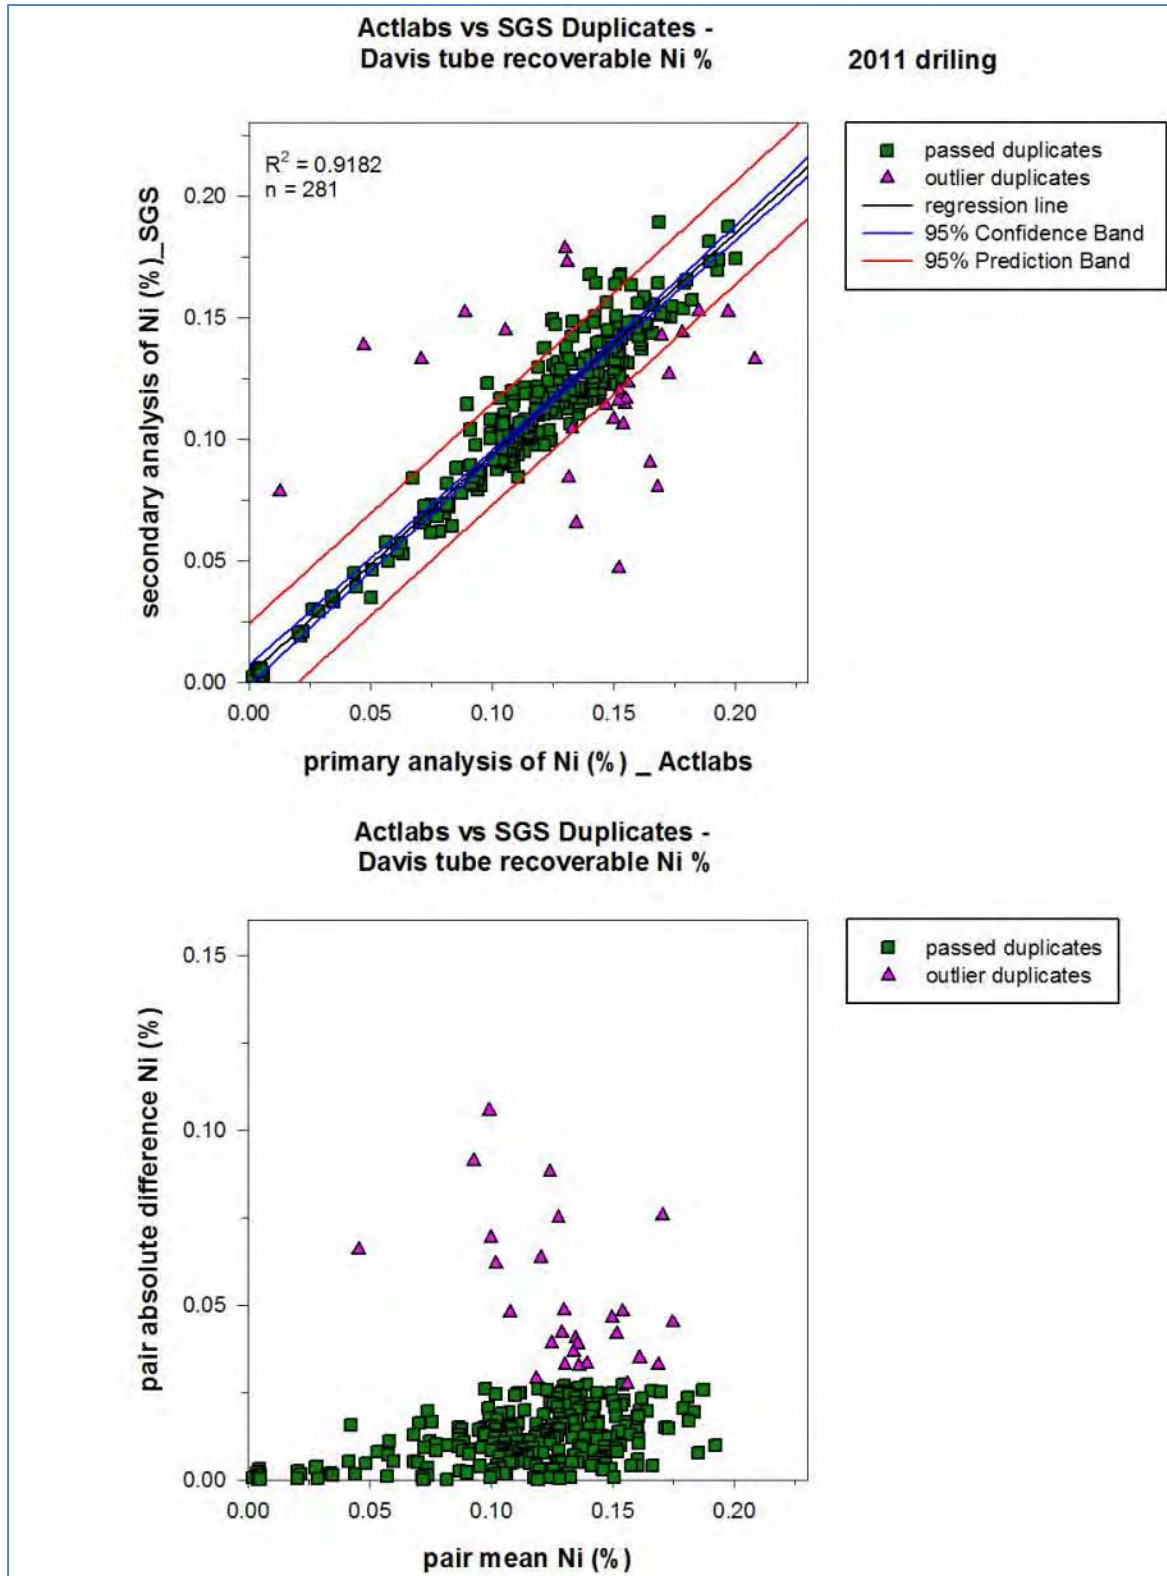 Actlabs vs SGS Duplicates -
Davis tube recoverable Ni %
2011 driling
R² = 0.9182
n = 281
passed duplicates
outlier duplicates
regression line
95% Confidence Band
95% Prediction Band
secondary analysis of Ni (%)_SGS
0.20
0.15
0.10
0.05
0.00
0.00 0.05 0.10 0.15 0.20
primary analysis of Ni (%) _ Actlabs
Actlabs vs SGS Duplicates -
Davis tube recoverable Ni %
passed duplicates
outlier duplicates
pair absolute difference Ni (%)
0.15
0.10
0.05
0.00
0.00 0.05 0.10 0.15 0.20
pair mean Ni (%)